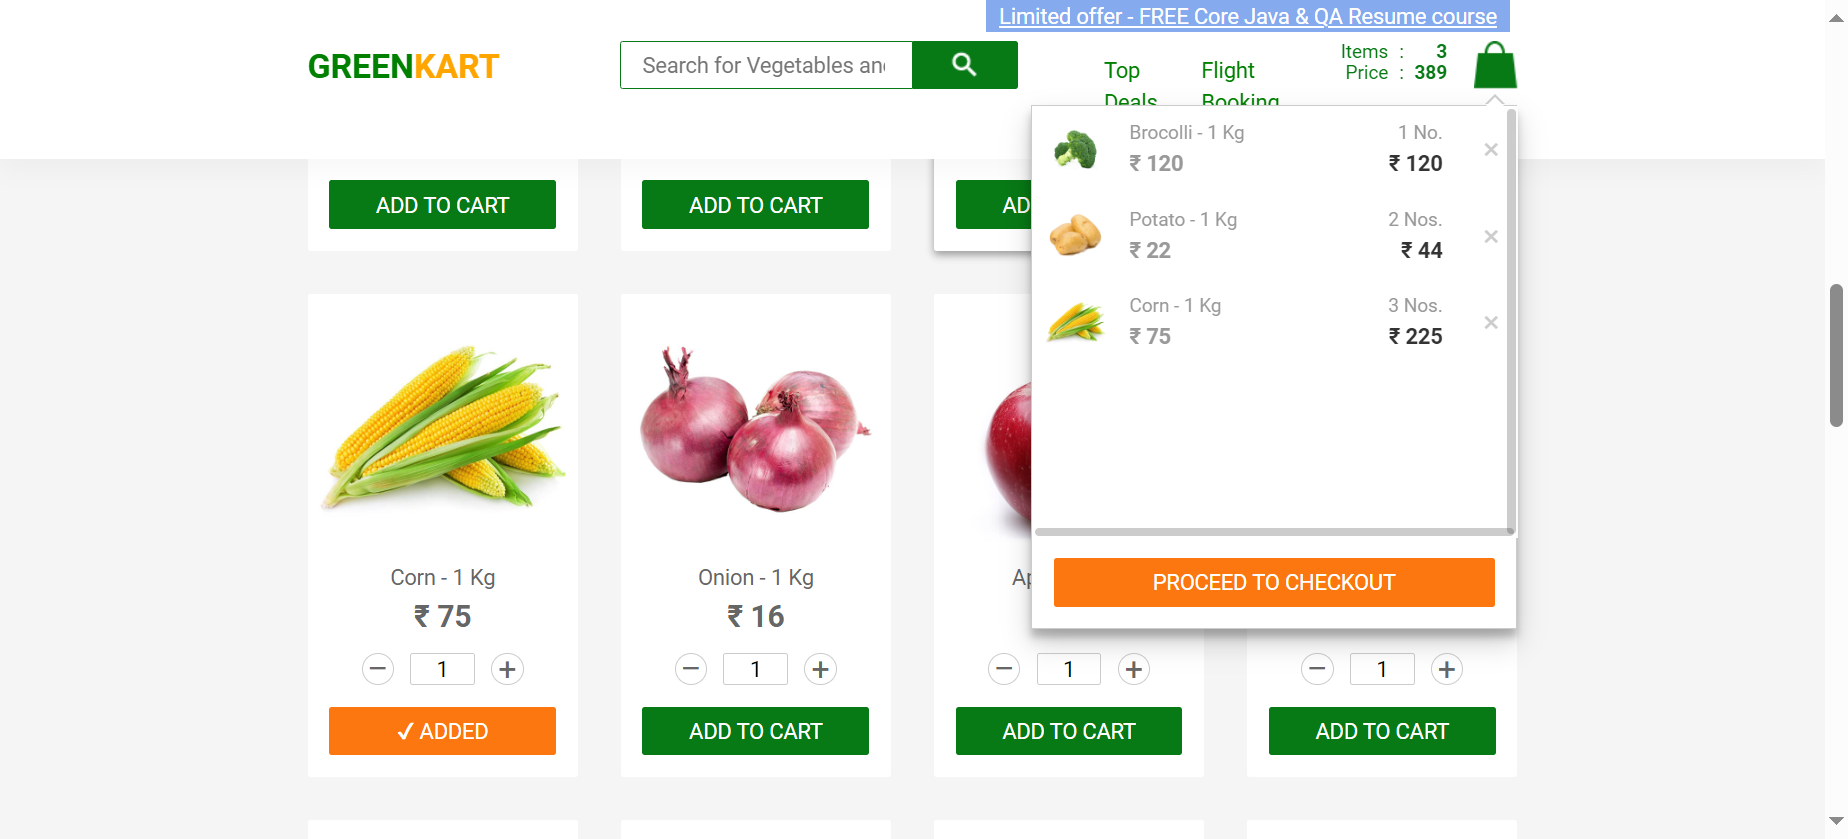 Limited offer - FREE Core Java & QA Resume course
GREENKART
Search for Vegetables and
Top
Deals
Flight
Booking
Items : 3
Price : 389
Brocolli - 1 Kg
1 No.
₹ 120
₹ 120
×
Potato - 1 Kg
2 Nos.
₹ 22
₹ 44
×
Corn - 1 Kg
3 Nos.
₹ 75
₹ 225
×
PROCEED TO CHECKOUT
ADD TO CART
ADD TO CART
AD
Corn - 1 Kg
₹ 75
− 1 +
✓ ADDED
Onion - 1 Kg
₹ 16
− 1 +
ADD TO CART
Ap
− 1 +
ADD TO CART
− 1 +
ADD TO CART